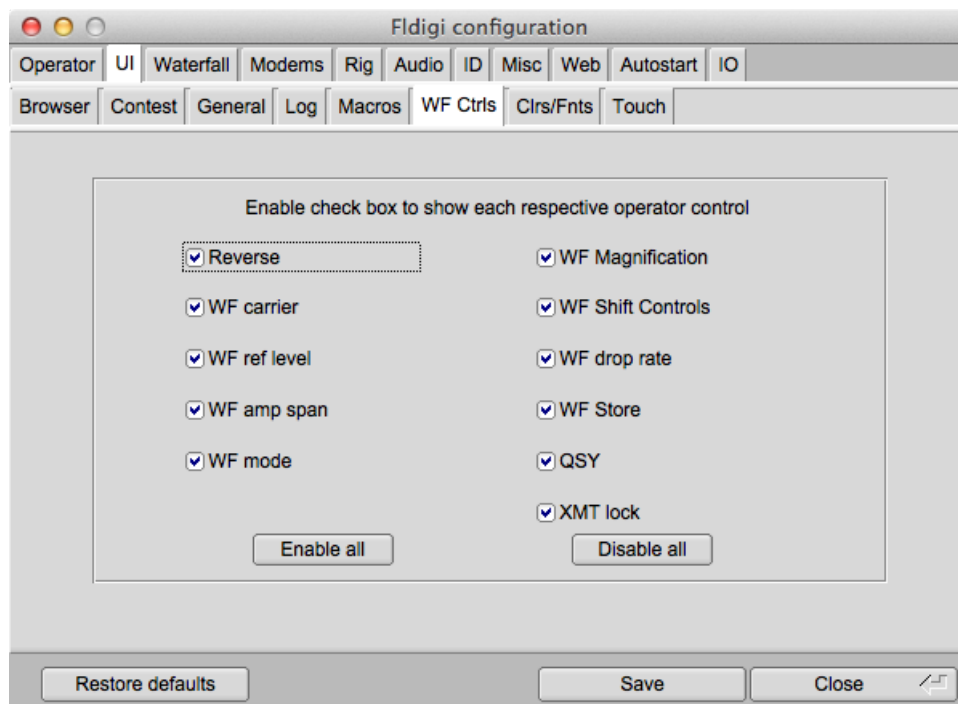 Fldigi configuration
Operator UI Waterfall Modems Rig Audio ID Misc Web Autostart IO
Browser Contest General Log Macros WF Ctrls Clrs/Fnts Touch
Enable check box to show each respective operator control
Reverse WF Magnification
WF carrier WF Shift Controls
WF ref level WF drop rate
WF amp span WF Store
WF mode QSY
XMT lock
Enable all Disable all
Restore defaults Save Close